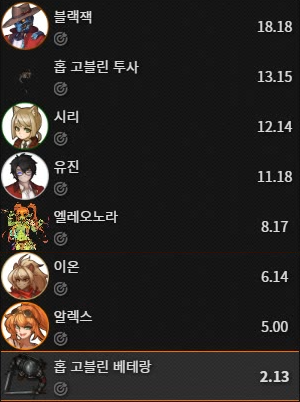 블랙잭
18.18
홉 고블린 투사
13.15
시리
12.14
유진
11.18
엘레오노라
8.17
이온
6.14
알렉스
5.00
홉 고블린 베테랑
2.13